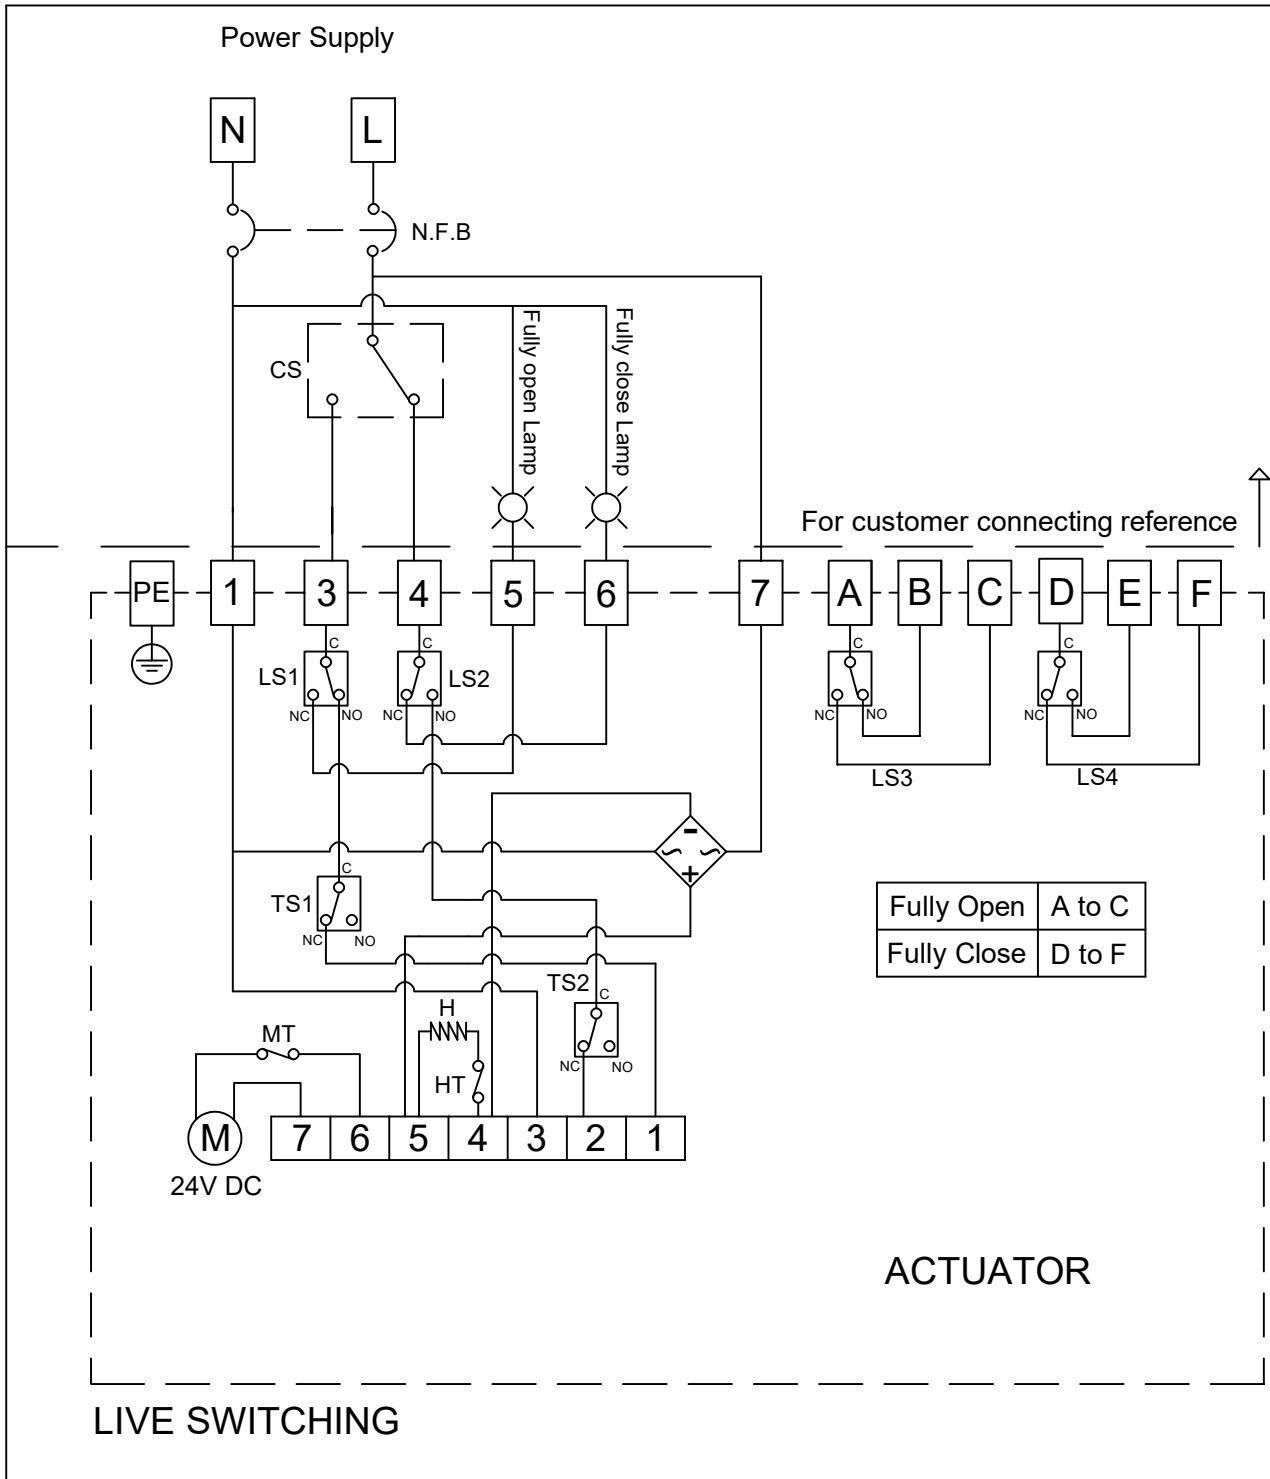 Power Supply
N L
N.F.B
CS
Fully open Lamp
Fully close Lamp
For customer connecting reference
PE 1 3 4 5 6 7 A B C D E F
C C C C
LS1 LS2
NC NO NC NO NC NO NC NO
LS3 LS4
-
+
C
TS1
NC NO
Fully Open A to C
Fully Close D to F
TS2
C
H
MT
NC NO
HT
M 7 6 5 4 3 2 1
24V DC
ACTUATOR
LIVE SWITCHING